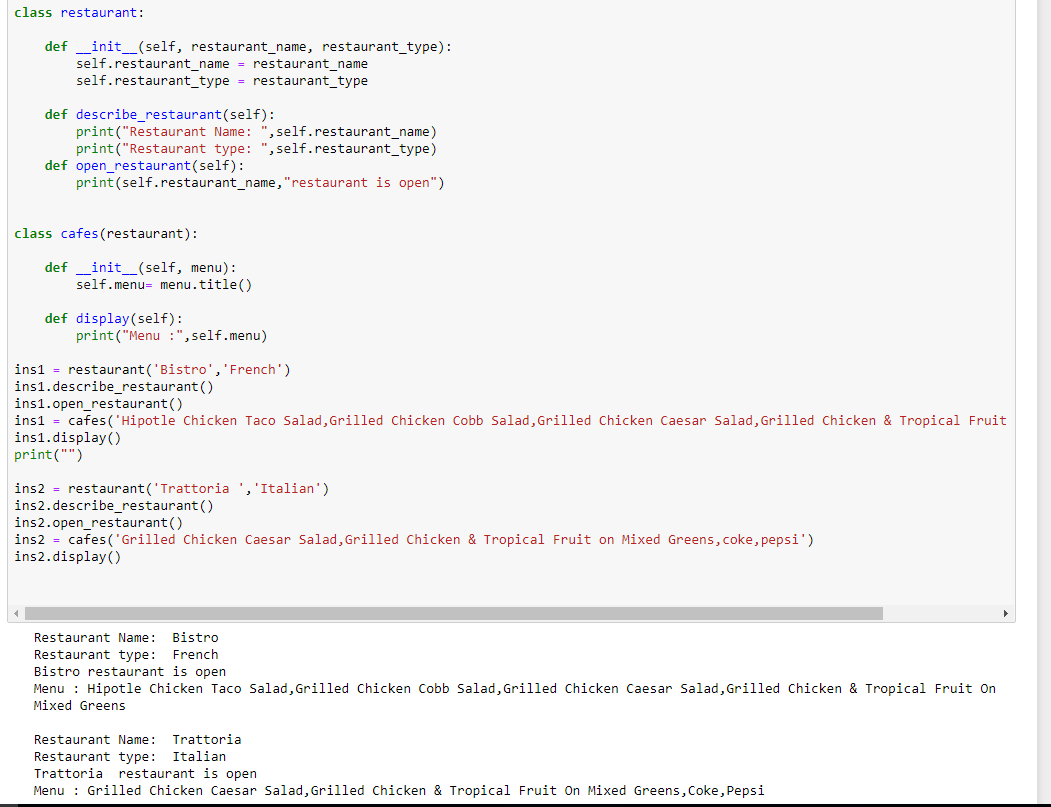 class restaurant:
def __init__(self, restaurant_name, restaurant_type):
self.restaurant_name = restaurant_name
self.restaurant_type = restaurant_type
def describe_restaurant(self):
print("Restaurant Name: ",self.restaurant_name)
print("Restaurant type: ",self.restaurant_type)
def open_restaurant(self):
print(self.restaurant_name,"restaurant is open")
class cafes(restaurant):
def __init__(self, menu):
self.menu= menu.title()
def display(self):
print("Menu :",self.menu)
ins1 = restaurant('Bistro','French')
ins1.describe_restaurant()
ins1.open_restaurant()
ins1 = cafes('Hipotle Chicken Taco Salad,Grilled Chicken Cobb Salad,Grilled Chicken Caesar Salad,Grilled Chicken & Tropical Fruit
ins1.display()
print("")
ins2 = restaurant('Trattoria ','Italian')
ins2.describe_restaurant()
ins2.open_restaurant()
ins2 = cafes('Grilled Chicken Caesar Salad,Grilled Chicken & Tropical Fruit on Mixed Greens,coke,pepsi')
ins2.display()
Restaurant Name:  Bistro
Restaurant type:  French
Bistro restaurant is open
Menu : Hipotle Chicken Taco Salad,Grilled Chicken Cobb Salad,Grilled Chicken Caesar Salad,Grilled Chicken & Tropical Fruit On
Mixed Greens
Restaurant Name:  Trattoria
Restaurant type:  Italian
Trattoria  restaurant is open
Menu : Grilled Chicken Caesar Salad,Grilled Chicken & Tropical Fruit On Mixed Greens,Coke,Pepsi